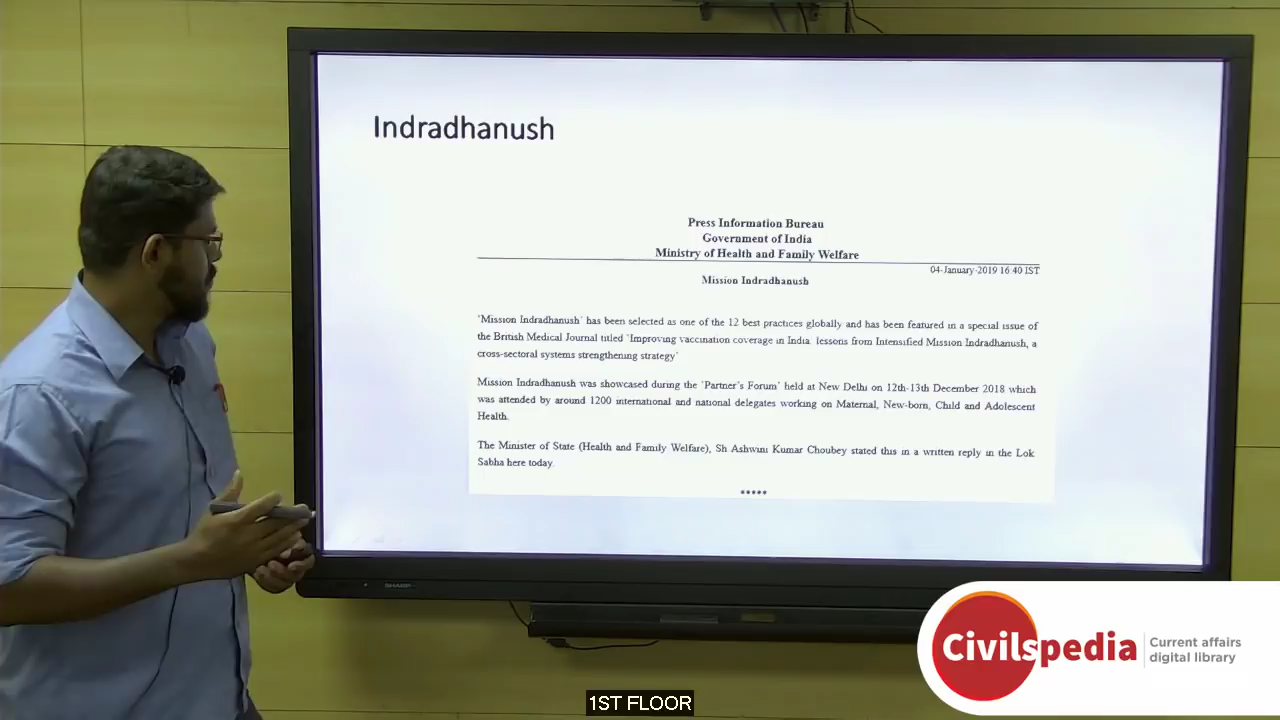 Indradhanush
Press Information Bureau
Government of India
Ministry of Health and Family Welfare
04-January-2019 16:40 IST
Mission Indradhanush
'Mission Indradhanush' has been selected as one of the 12 best practices globally and has been featured in a special issue of
the British Medical Journal titled 'Improving vaccination coverage in India: lessons from Intensified Mission Indradhanush, a
cross-sectoral systems strengthening strategy'
Mission Indradhanush was showcased during the 'Partner's Forum' held at New Delhi on 12th-13th December 2018 which
was attended by around 1200 international and national delegates working on Maternal, New-born, Child and Adolescent
Health.
The Minister of State (Health and Family Welfare), Sh Ashwini Kumar Choubey stated this in a written reply in the Lok
Sabha here today.
*****
SHARP
Civilspedia
Current affairs
digital library
1ST FLOOR